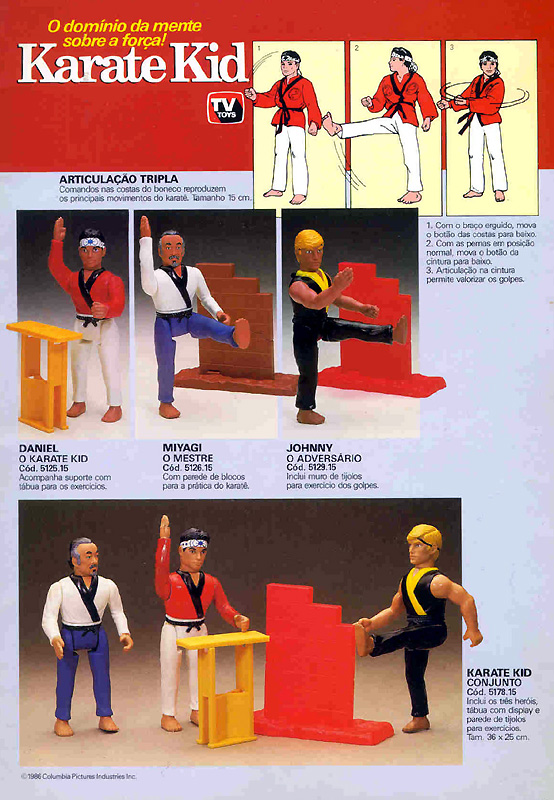 O domínio da mente
sobre a força!
Karate Kid
TV
TOYS
1
2
3
ARTICULAÇÃO TRIPLA
Comandos nas costas do boneco reproduzem
os principais movimentos do karatê. Tamanho 15 cm.
1. Com o braço erguido, mova
o botão das costas para baixo.
2. Com as pernas em posição
normal, mova o botão da
cintura para baixo.
3. Articulação na cintura
permite valorizar os golpes.
DANIEL
O KARATE KID
Cód. 5125.15
Acompanha suporte com
tábua para os exercícios.
MIYAGI
O MESTRE
Cód. 5126.15
Com parede de blocos
para a prática do karatê.
JOHNNY
O ADVERSÁRIO
Cód. 5129.15
Inclui muro de tijolos
para exercício dos golpes.
KARATE KID
CONJUNTO
Cód. 5178.15
Inclui os três heróis,
tábua com display e
parede de tijolos
para exercícios.
Tam. 36 x 25 cm.
©1986 Columbia Pictures Industries Inc.